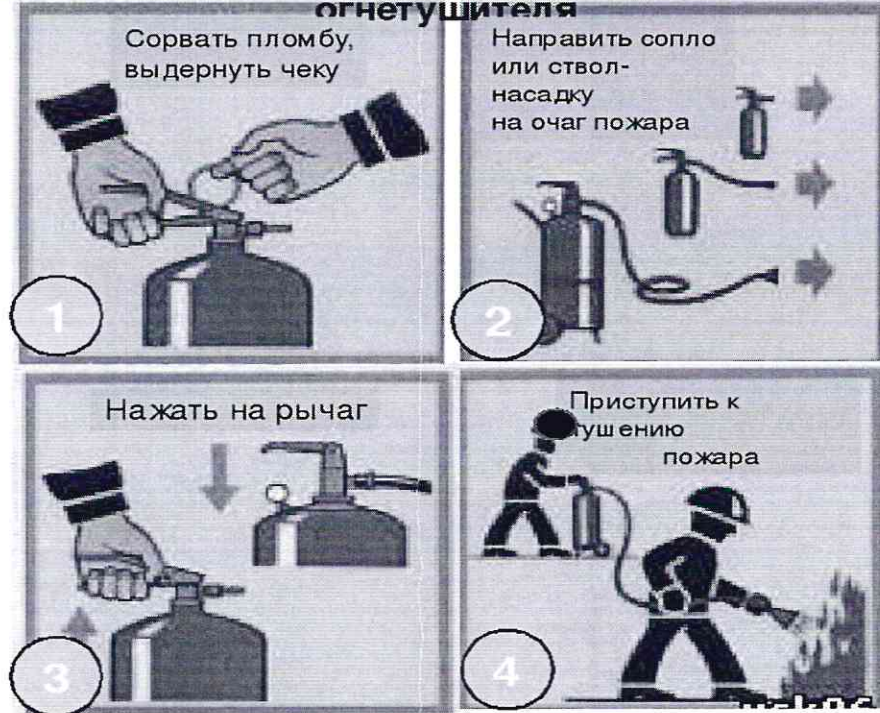 огнетушителя
Сорвать пломбу,
выдернуть чеку
1
Направить сопло
или ствол-
насадку
на очаг пожара
2
Нажать на рычаг
3
Приступить к
тушению
пожара
4